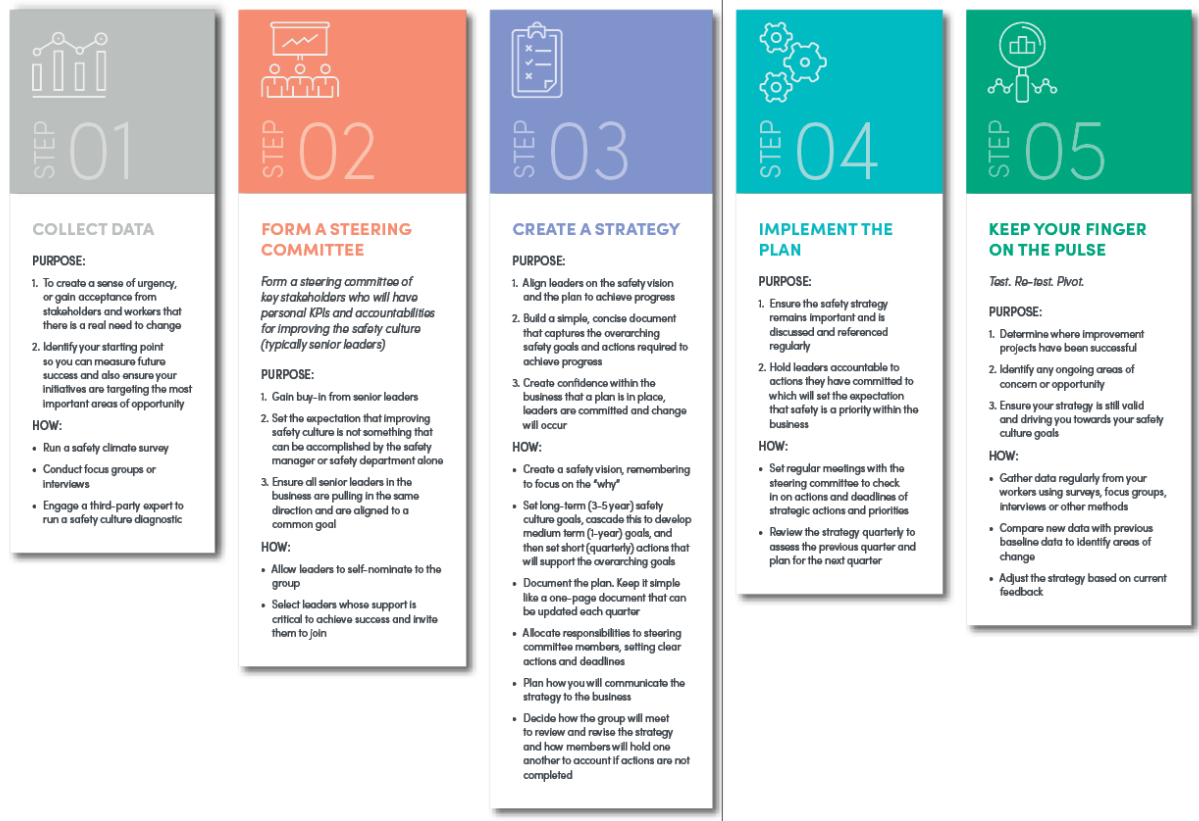 STEP 01
COLLECT DATA
PURPOSE:
1. To create a sense of urgency,
or gain acceptance from
stakeholders and workers that
there is a real need to change
2. Identify your starting point
so you can measure future
success and also ensure your
initiatives are targeting the most
important areas of opportunity
HOW:
• Run a safety climate survey
• Conduct focus groups or
interviews
• Engage a third-party expert to
run a safety culture diagnostic
STEP 02
FORM A STEERING
COMMITTEE
Form a steering committee of
key stakeholders who will have
personal KPIs and accountabilities
for improving the safety culture
(typically senior leaders)
PURPOSE:
1. Gain buy-in from senior leaders
2. Set the expectation that improving
safety culture is not something that
can be accomplished by the safety
manager or safety department alone
3. Ensure all senior leaders in the
business are pulling in the same
direction and are aligned to a
common goal
HOW:
• Allow leaders to self-nominate to the
group
• Select leaders whose support is
critical to achieve success and invite
them to join
STEP 03
CREATE A STRATEGY
PURPOSE:
1. Align leaders on the safety vision
and the plan to achieve progress
2. Build a simple, concise document
that captures the overarching
safety goals and actions required to
achieve progress
3. Create confidence within the
business that a plan is in place,
leaders are committed and change
will occur
HOW:
• Create a safety vision, remembering
to focus on the "why"
• Set long-term (3-5 year) safety
culture goals, cascade this to develop
medium term (1-year) goals, and
then set short (quarterly) actions that
will support the overarching goals
• Document the plan. Keep it simple
like a one-page document that can
be updated each quarter
• Allocate responsibilities to steering
committee members, setting clear
actions and deadlines
• Plan how you will communicate the
strategy to the business
• Decide how the group will meet
to review and revise the strategy
and how members will hold one
another to account if actions are not
completed
STEP 04
IMPLEMENT THE
PLAN
PURPOSE:
1. Ensure the safety strategy
remains important and is
discussed and referenced
regularly
2. Hold leaders accountable to
actions they have committed to
which will set the expectation
that safety is a priority within the
business
HOW:
• Set regular meetings with the
steering committee to check
in on actions and deadlines of
strategic actions and priorities
• Review the strategy quarterly to
assess the previous quarter and
plan for the next quarter
STEP 05
KEEP YOUR FINGER
ON THE PULSE
Test. Re-test. Pivot.
PURPOSE:
1. Determine where improvement
projects have been successful
2. Identify any ongoing areas of
concern or opportunity
3. Ensure your strategy is still valid
and driving you towards your safety
culture goals
HOW:
• Gather data regularly from your
workers using surveys, focus groups,
interviews or other methods
• Compare new data with previous
baseline data to identify areas of
change
• Adjust the strategy based on current
feedback